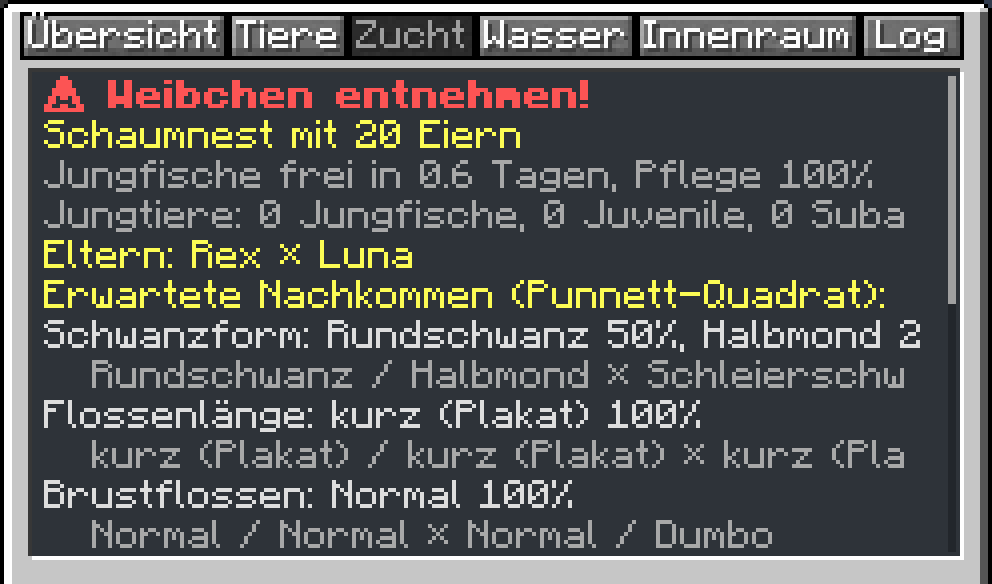 Übersicht Tiere Zucht Wasser Innenraum Log
⚠ Weibchen entnehmen!
Schaumnest mit 20 Eiern
Jungfische frei in 0.6 Tagen, Pflege 100%
Jungtiere: 0 Jungfische, 0 Juvenile, 0 Suba
Eltern: Rex × Luna
Erwartete Nachkommen (Punnett-Quadrat):
Schwanzform: Rundschwanz 50%, Halbmond 2
Rundschwanz / Halbmond × Schleierschw
Flossenlänge: kurz (Plakat) 100%
kurz (Plakat) / kurz (Plakat) × kurz (Pla
Brustflossen: Normal 100%
Normal / Normal × Normal / Dumbo